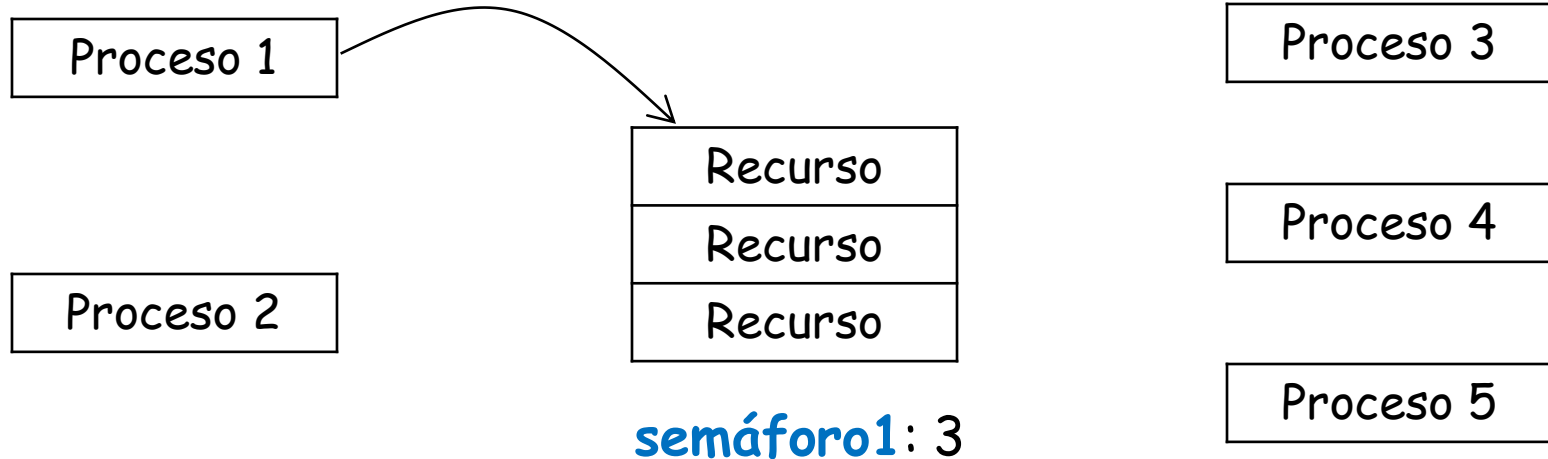 Proceso 1
Proceso 2
Recurso
Recurso
Recurso
semáforo1: 3
Proceso 3
Proceso 4
Proceso 5